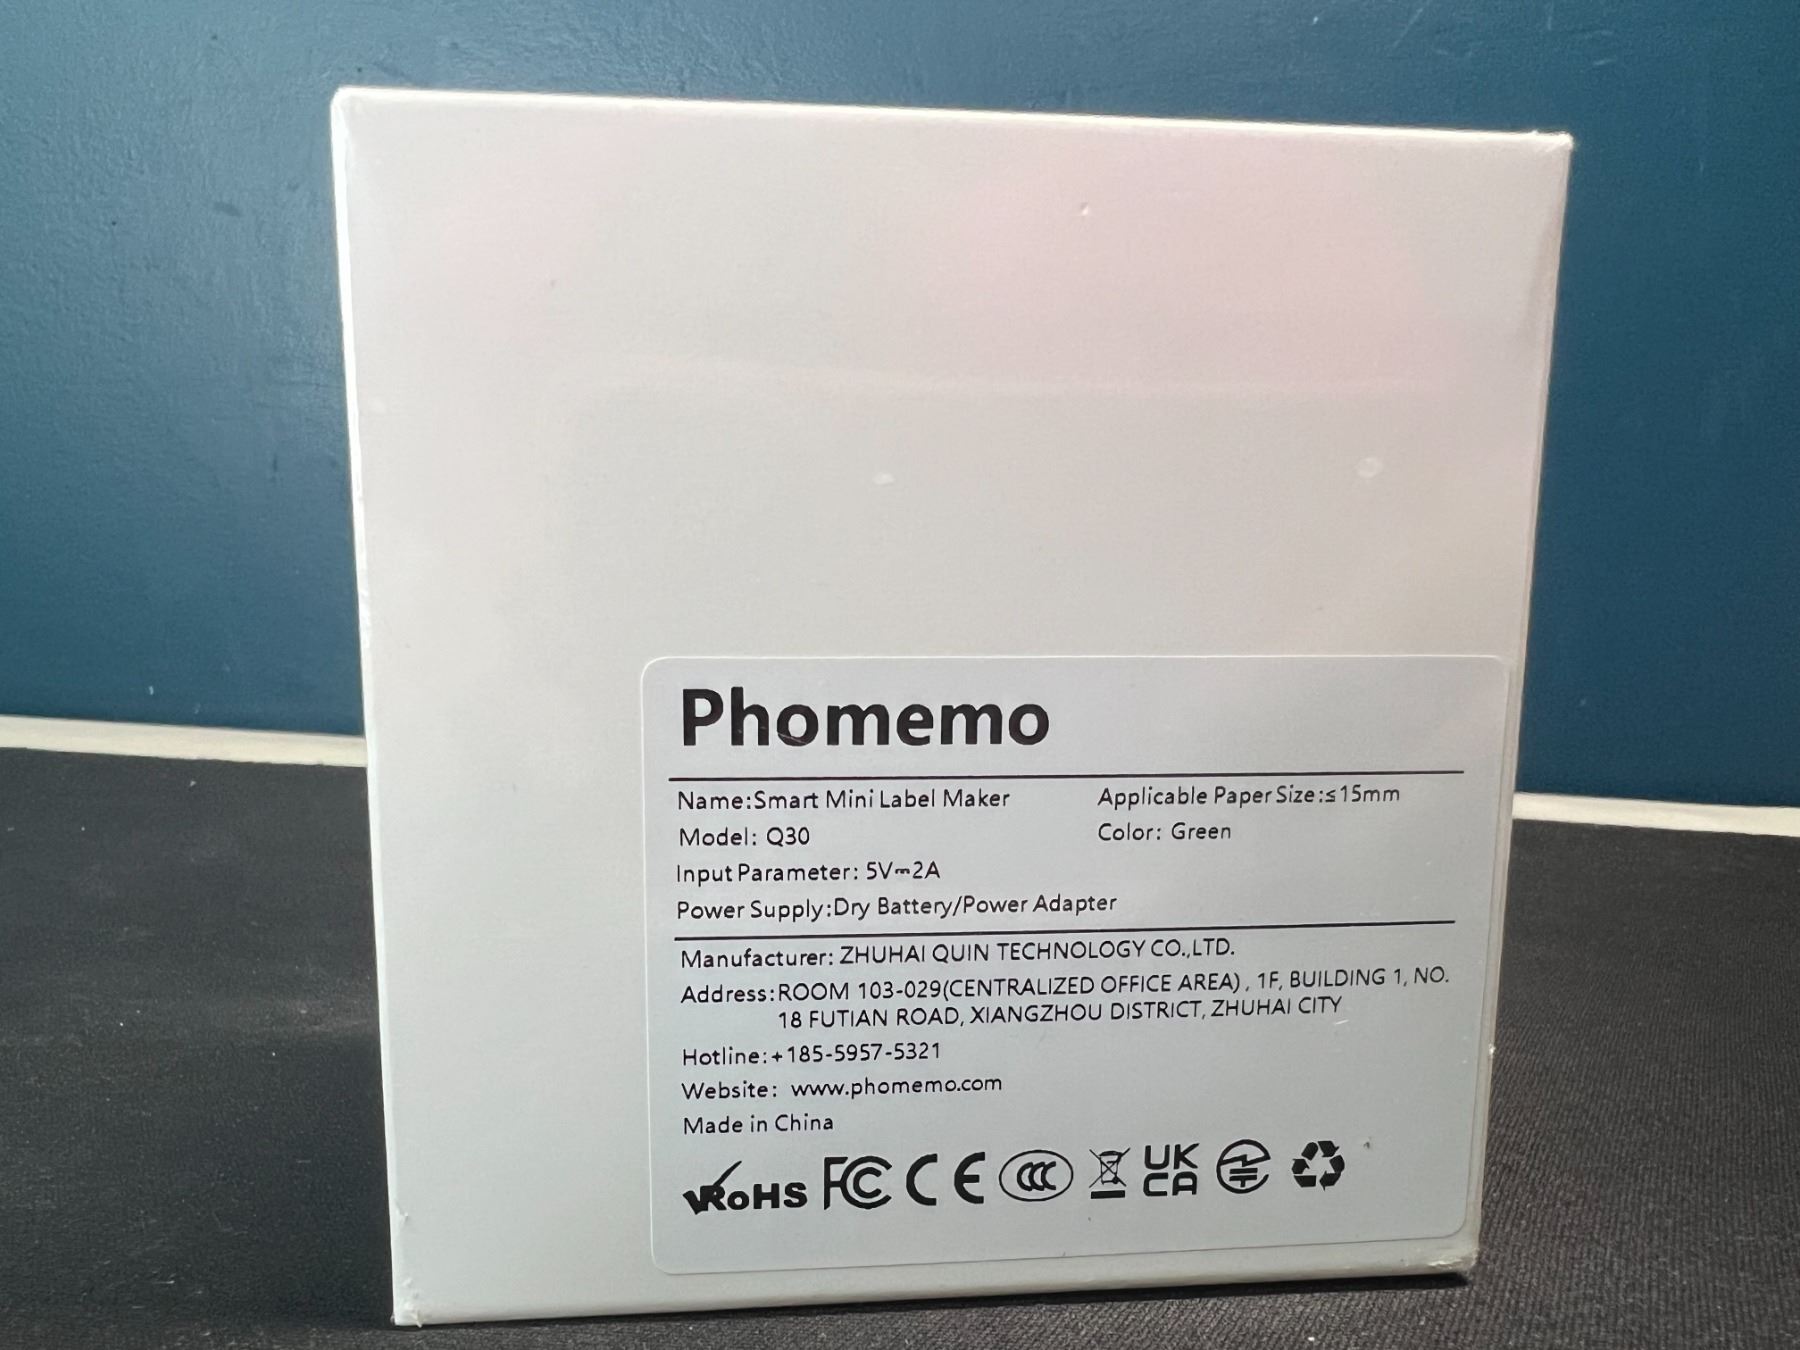 Phomemo
Name:Smart Mini Label Maker
Applicable Paper Size:≤15mm
Model: Q30
Color: Green
Input Parameter: 5V⎓2A
Power Supply:Dry Battery/Power Adapter
Manufacturer: ZHUHAI QUIN TECHNOLOGY CO.,LTD.
Address:ROOM 103-029(CENTRALIZED OFFICE AREA) , 1F, BUILDING 1, NO.
18 FUTIAN ROAD, XIANGZHOU DISTRICT, ZHUHAI CITY
Hotline:+185-5957-5321
Website: www.phomemo.com
Made in China
RoHS FC CE CCC UK
CA